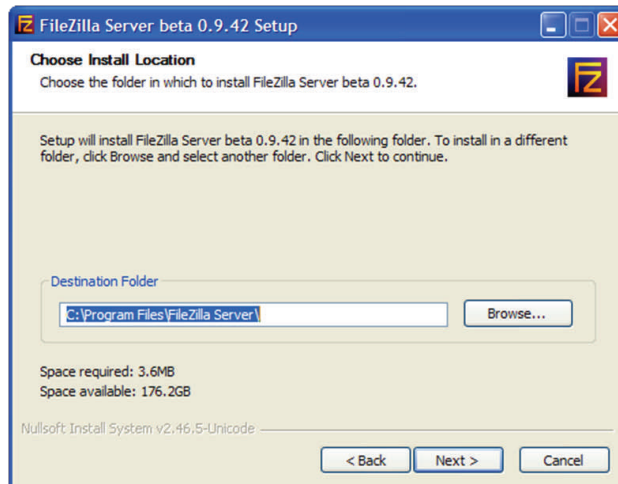 FileZilla Server beta 0.9.42 Setup
Choose Install Location
Choose the folder in which to install FileZilla Server beta 0.9.42.
FZ
Setup will install FileZilla Server beta 0.9.42 in the following folder. To install in a different
folder, click Browse and select another folder. Click Next to continue.
Destination Folder
C:\Program Files\FileZilla Server\
Browse...
Space required: 3.6MB
Space available: 176.2GB
Nullsoft Install System v2.46.5-Unicode
< Back
Next >
Cancel